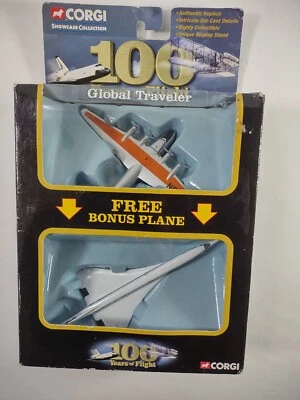 CORGI
SHOWCASE COLLECTION
• Authentic Replica
• Intricate Die-Cast Details
• Highly Collectible
• Unique Display Stand
100
Flight
Global Traveler
FREE
BONUS PLANE
100
Years of Flight
CORGI